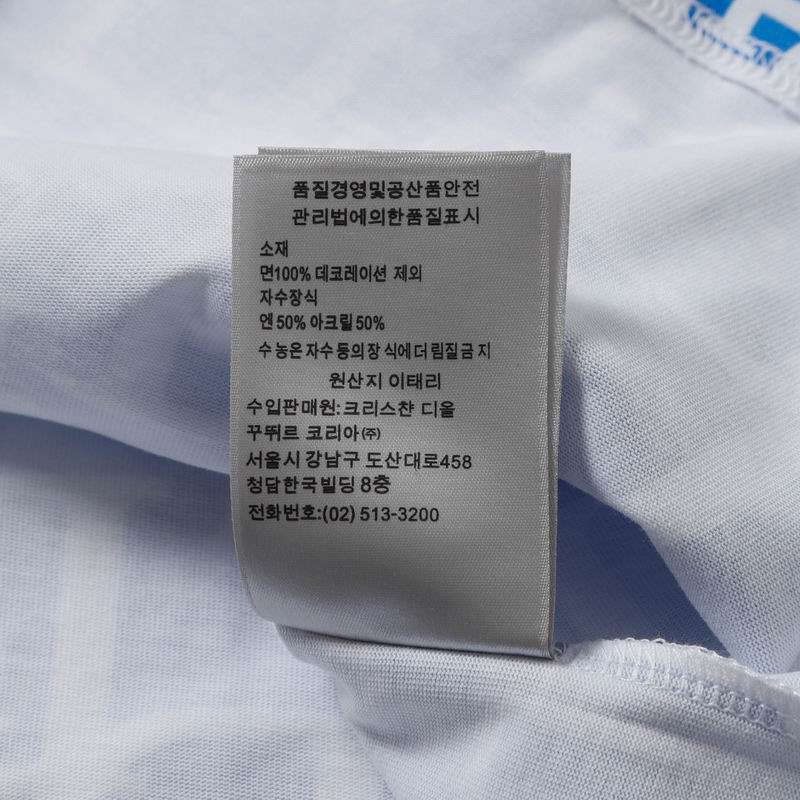 품질경영및공산품안전
관리법에의한품질표시
소재
면100% 데코레이션 제외
자수장식
엔 50% 아크릴 50%
수 놓은 자수 등의 장식에 더 림질 금지
원산지 이태리
수입판매원: 크리스챤 디올
꾸뛰르 코리아㈜
서울시 강남구 도산대로458
청담한국빌딩 8층
전화번호:(02) 513-3200